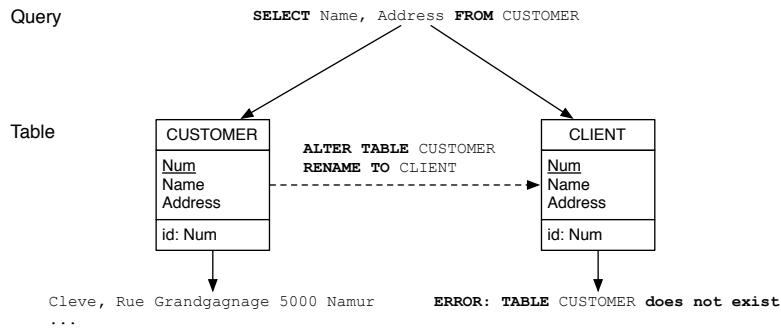 Query
SELECT Name, Address FROM CUSTOMER
Table
CUSTOMER
Num
Name
Address
id: Num
ALTER TABLE CUSTOMER
RENAME TO CLIENT
CLIENT
Num
Name
Address
id: Num
Cleve, Rue Grandgagnage 5000 Namur
...
ERROR: TABLE CUSTOMER does not exist